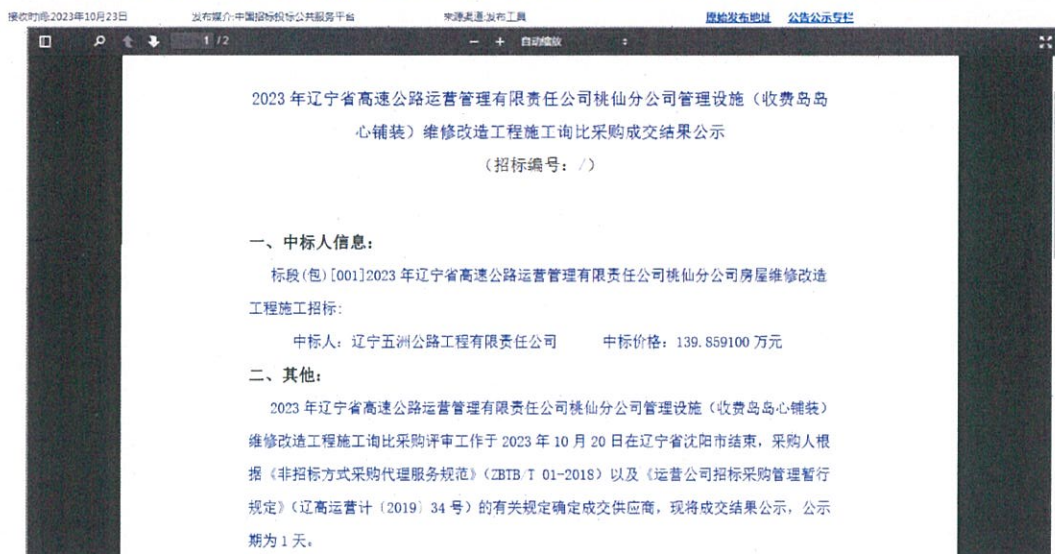 接收时间:2023年10月23日 发布媒介:中国招标投标公共服务平台 来源渠道:发布工具 原始发布地址 公告公示专栏
1 /2 自动缩放
2023 年辽宁省高速公路运营管理有限责任公司桃仙分公司管理设施（收费岛岛
心铺装）维修改造工程施工询比采购成交结果公示
（招标编号：/）
一、中标人信息：
标段(包)[001]2023 年辽宁省高速公路运营管理有限责任公司桃仙分公司房屋维修改造
工程施工招标:
中标人：辽宁五洲公路工程有限责任公司 中标价格：139.859100 万元
二、其他：
2023 年辽宁省高速公路运营管理有限责任公司桃仙分公司管理设施（收费岛岛心铺装）
维修改造工程施工询比采购评审工作于 2023 年 10 月 20 日在辽宁省沈阳市结束，采购人根
据《非招标方式采购代理服务规范》（ZBTB/T 01-2018）以及《运营公司招标采购管理暂行
规定》（辽高运营计〔2019〕34 号）的有关规定确定成交供应商，现将成交结果公示，公示
期为 1 天。